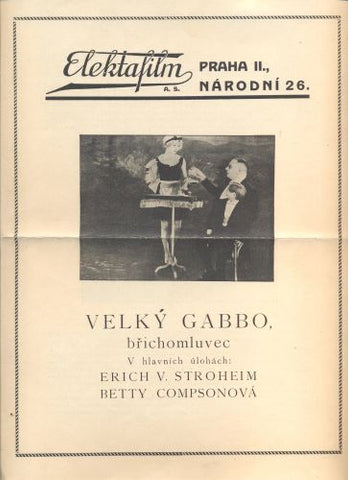 Elektafilm
A. S.
PRAHA II.,
NÁRODNÍ 26.
VELKÝ GABBO,
břichomluvec
V hlavních úlohách:
ERICH V. STROHEIM
BETTY COMPSONOVÁ